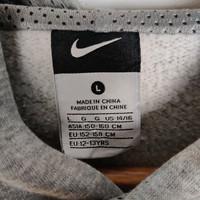 L
MADE IN CHINA
FABRIQUE EN CHINE
L G G US:14/16
ASIA:150-160 CM
EU:152-158 CM
EU:12-13YRS